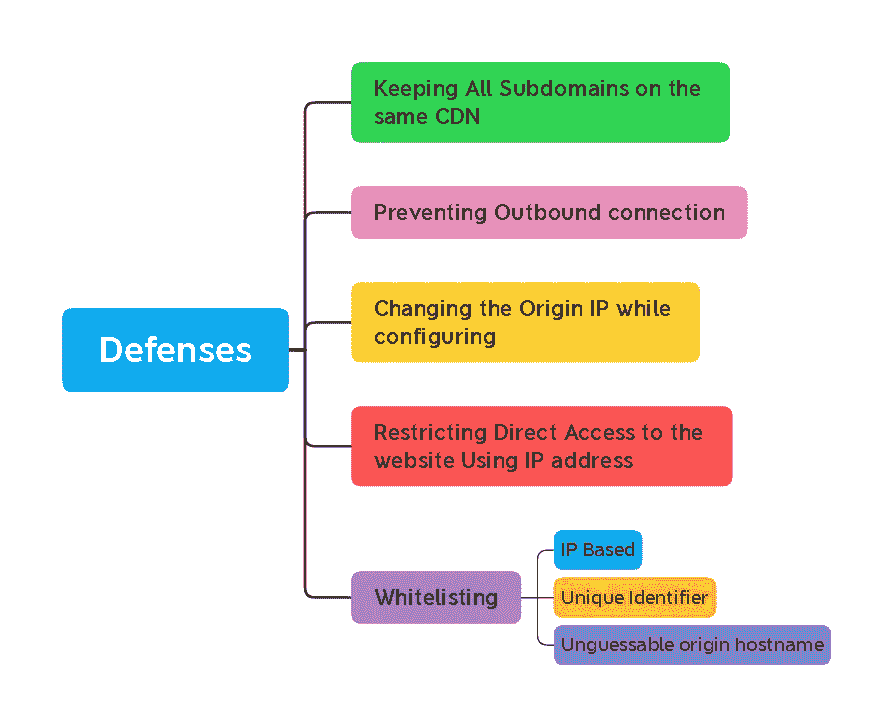 Keeping All Subdomains on the
same CDN
Preventing Outbound connection
Changing the Origin IP while
configuring
Defenses
Restricting Direct Access to the
website Using IP address
Whitelisting
IP Based
Unique Identifier
Unguessable origin hostname